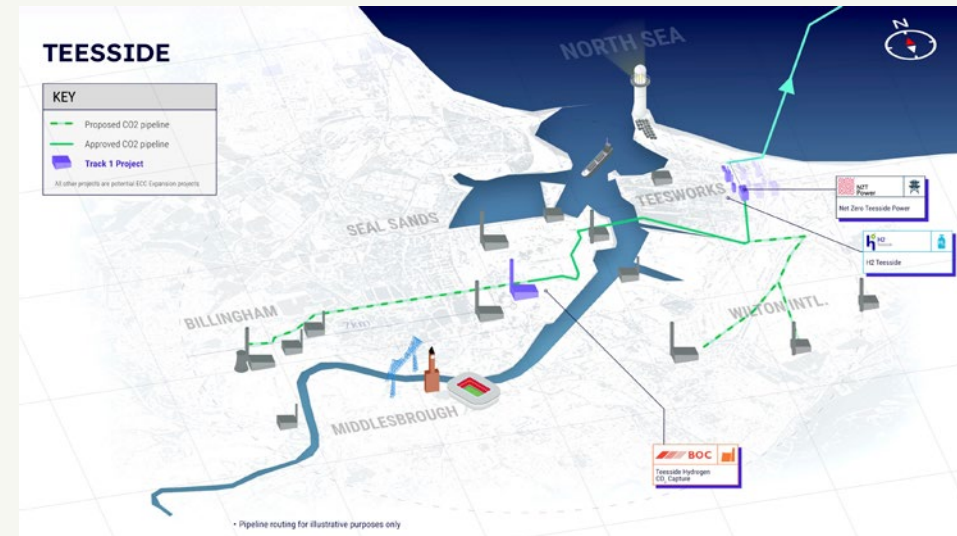 TEESSIDE
KEY
Proposed CO2 pipeline
Approved CO2 pipeline
Track 1 Project
All other projects are potential ECC Expansion projects
NORTH SEA
N
TEESWORKS
SEAL SANDS
NZT
Power
Net Zero Teesside Power
H2
H2 Teesside
BILLINGHAM
WILTON INTL.
MIDDLESBROUGH
BOC
Teesside Hydrogen
CO₂ Capture
• Pipeline routing for illustrative purposes only